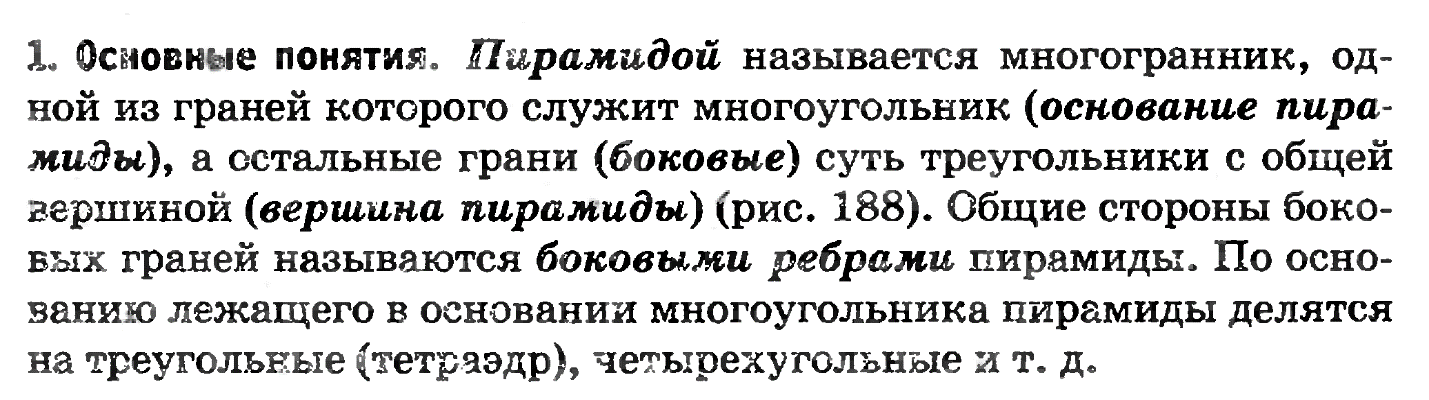 1. Основные понятия. Пирамидой называется многогранник, од-
ной из граней которого служит многоугольник (основание пира-
миды), а остальные грани (боковые) суть треугольники с общей
вершиной (вершина пирамиды) (рис. 188). Общие стороны боко-
вых граней называются боковыми ребрами пирамиды. По осно-
ванию лежащего в основании многоугольника пирамиды делятся
на треугольные (тетраэдр), четырехугольные и т. д.